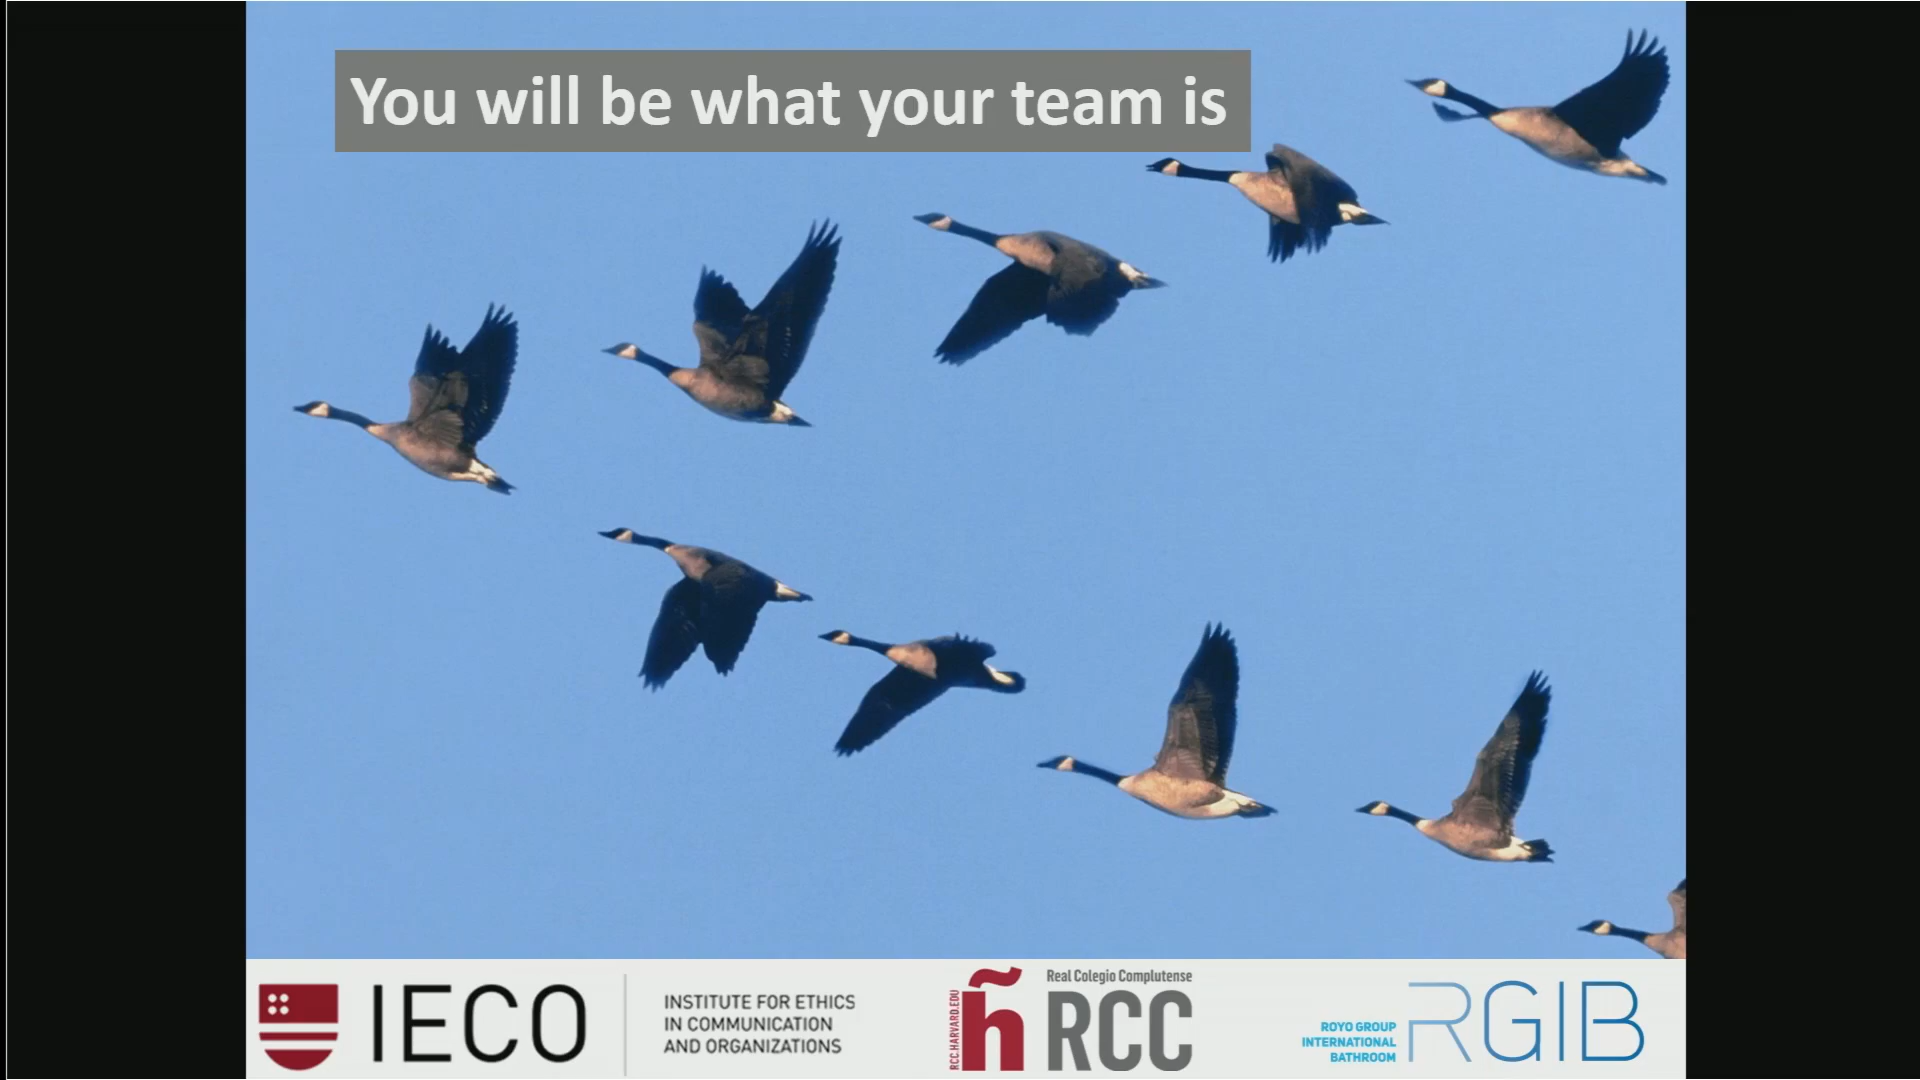 You will be what your team is
IECO
INSTITUTE FOR ETHICS
IN COMMUNICATION
AND ORGANIZATIONS
RCC.HARVARD.EDU
ñ
Real Colegio Complutense
RCC
ROYO GROUP
INTERNATIONAL
BATHROOM
RGIB